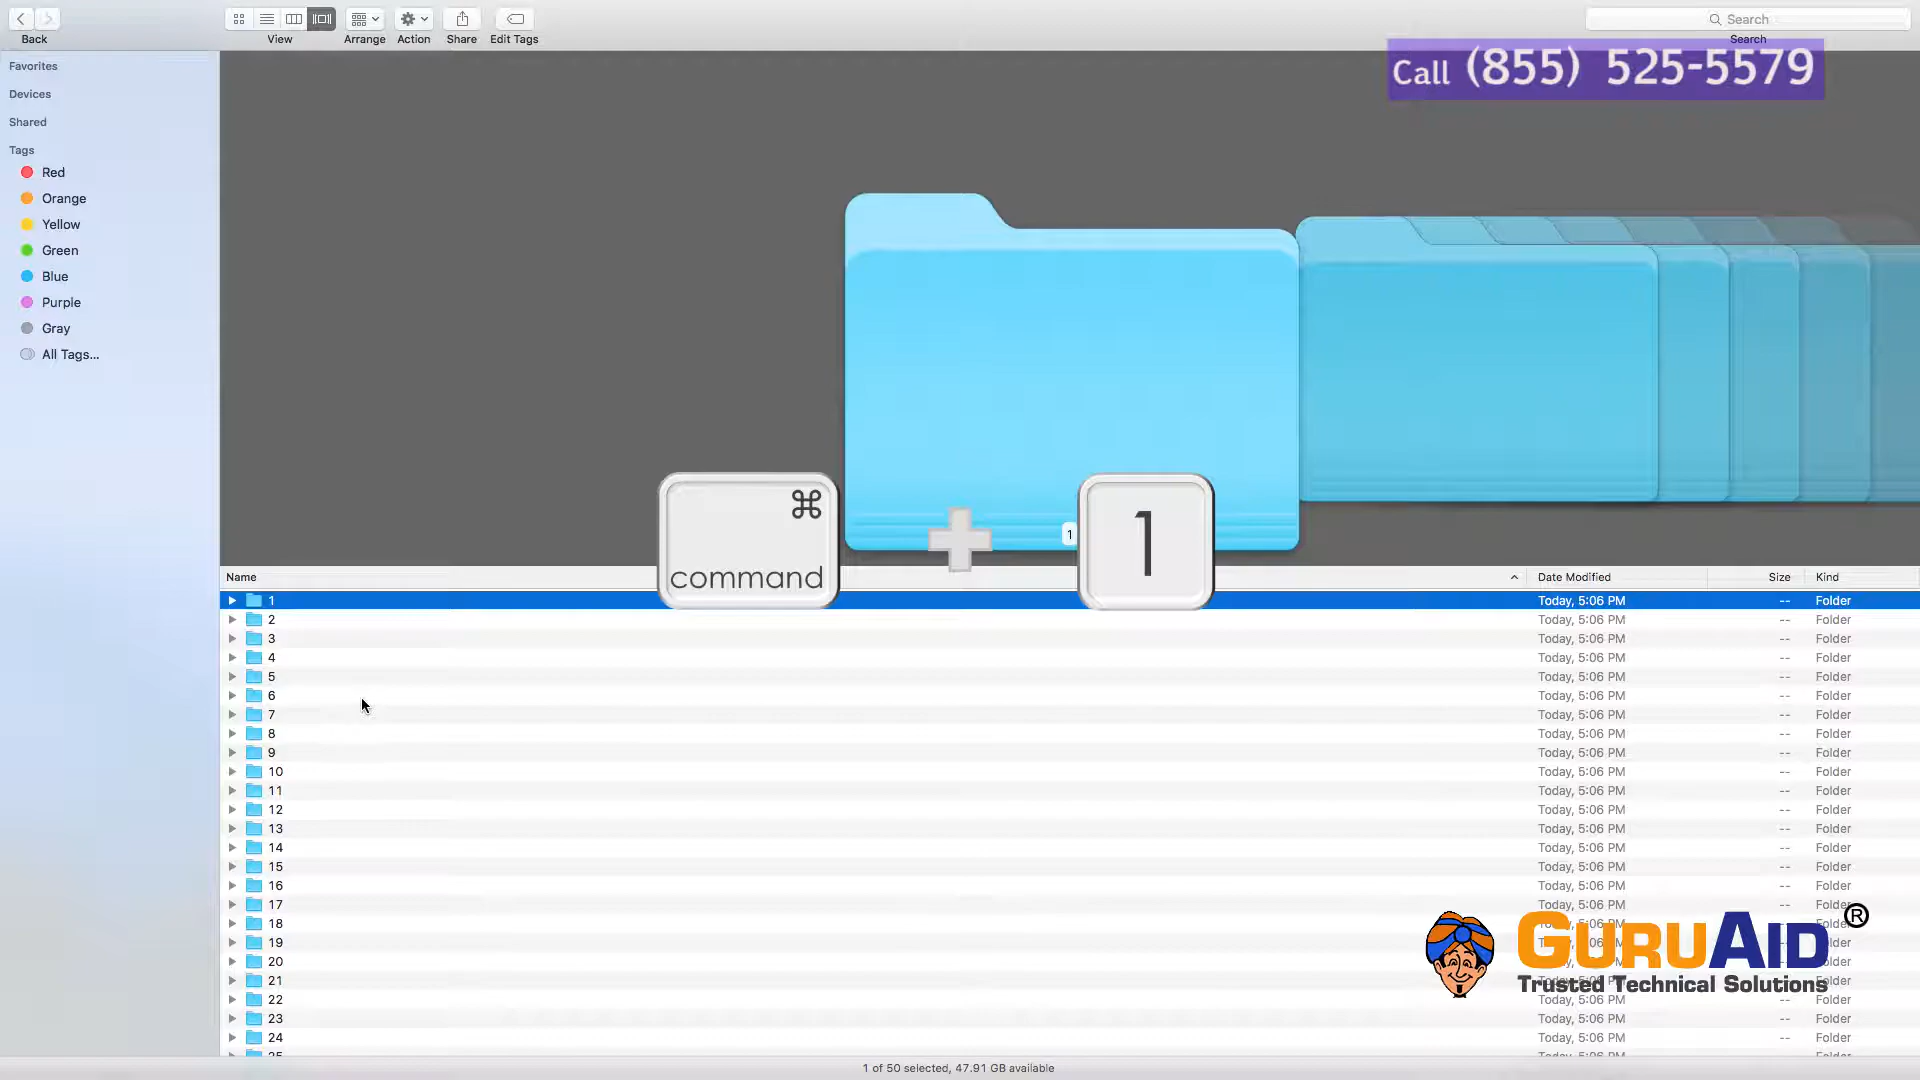 Back
View
Arrange
Action
Share
Edit Tags
Search
Search
Call (855) 525-5579
Favorites
Devices
Shared
Tags
Red
Orange
Yellow
Green
Blue
Purple
Gray
All Tags...
⌘
command
1
1
Name Date Modified Size Kind
1 Today, 5:06 PM -- Folder
2 Today, 5:06 PM -- Folder
3 Today, 5:06 PM -- Folder
4 Today, 5:06 PM -- Folder
5 Today, 5:06 PM -- Folder
6 Today, 5:06 PM -- Folder
7 Today, 5:06 PM -- Folder
8 Today, 5:06 PM -- Folder
9 Today, 5:06 PM -- Folder
10 Today, 5:06 PM -- Folder
11 Today, 5:06 PM -- Folder
12 Today, 5:06 PM -- Folder
13 Today, 5:06 PM -- Folder
14 Today, 5:06 PM -- Folder
15 Today, 5:06 PM -- Folder
16 Today, 5:06 PM -- Folder
17 Today, 5:06 PM -- Folder
18
19
20
21
22 Today, 5:06 PM -- Folder
23 Today, 5:06 PM -- Folder
24 Today, 5:06 PM -- Folder
GURUAID®
Trusted Technical Solutions
1 of 50 selected, 47.91 GB available